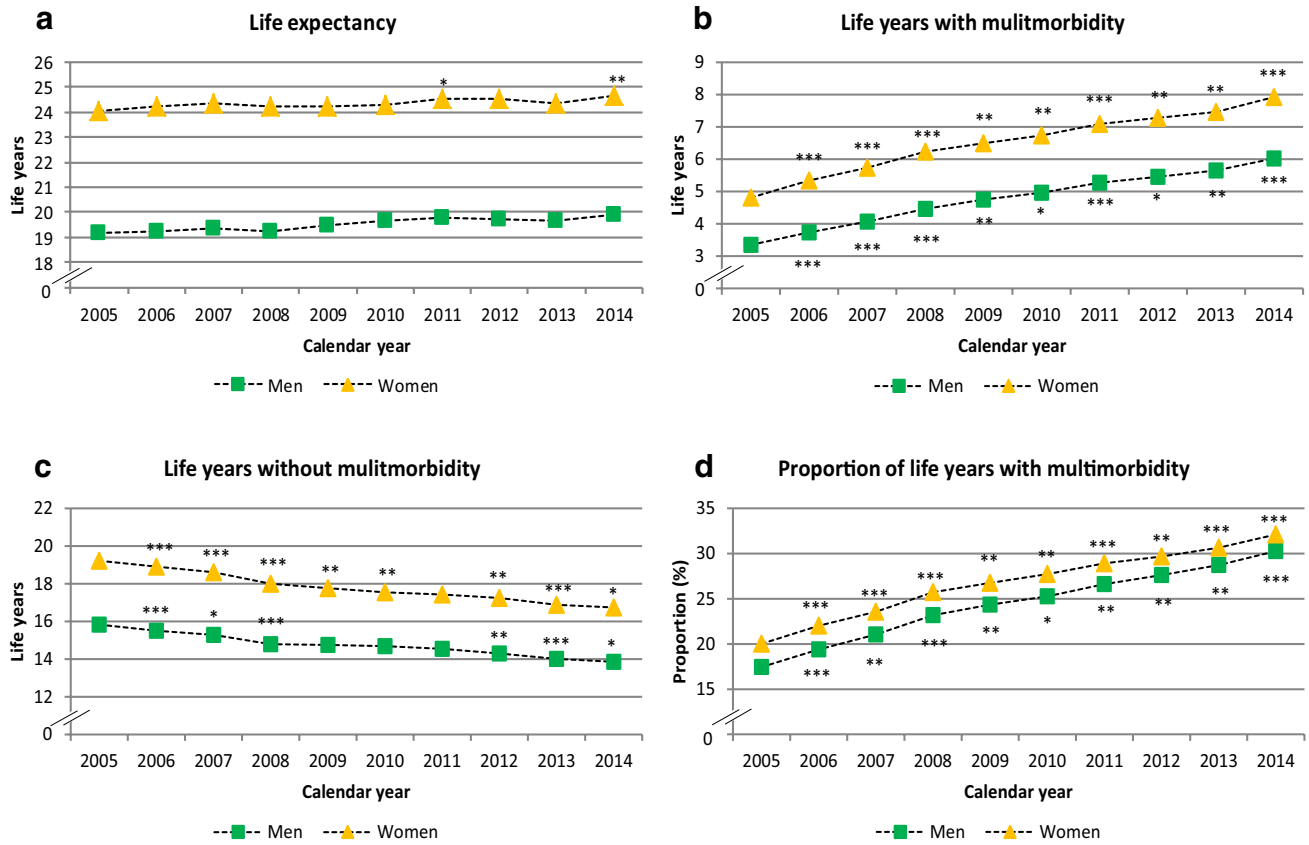 a
Life expectancy
26
25
24
23
22
21
20
19
18
0
Life years
* **
2005 2006 2007 2008 2009 2010 2011 2012 2013 2014
Calendar year
Men Women
b
Life years with mulitmorbidity
9
8
7
6
5
4
3
0
Life years
*** *** *** ** ** *** ** ** ***
*** *** *** ** * *** * ** ***
2005 2006 2007 2008 2009 2010 2011 2012 2013 2014
Calendar year
Men Women
c
Life years without mulitmorbidity
22
20
18
16
14
12
0
Life years
*** *** *** ** ** ** *** *
*** * *** ** *** *
2005 2006 2007 2008 2009 2010 2011 2012 2013 2014
Calendar year
Men Women
d
Proportion of life years with multimorbidity
35
30
25
20
15
0
Proportion (%)
*** *** *** ** ** *** ** *** ***
*** ** *** ** * ** ** ** ***
2005 2006 2007 2008 2009 2010 2011 2012 2013 2014
Calendar year
Men Women